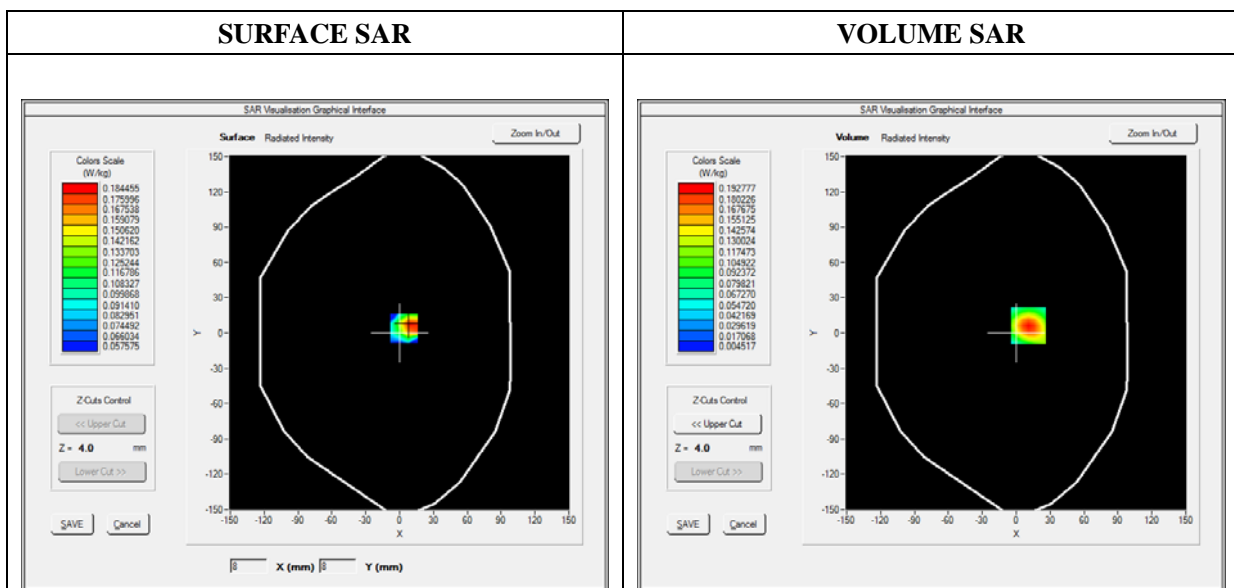 SURFACE SAR
SAR Visualisation Graphical Interface
Surface Radiated Intensity
Zoom In/Out
Colors Scale
(W/kg)
0.184455
0.175996
0.167538
0.159079
0.150620
0.142162
0.133703
0.125244
0.116786
0.108327
0.099868
0.091410
0.082951
0.074492
0.066034
0.057575
Z-Cuts Control
<< Upper Cut
Z = 4.0 mm
Lower Cut >>
SAVE Cancel
Y
150
120
90
60
30
0
-30
-60
-90
-120
-150
-150 -120 -90 -60 -30 0 30 60 90 120 150
X
8 X (mm) 8 Y (mm)
VOLUME SAR
SAR Visualisation Graphical Interface
Volume Radiated Intensity
Zoom In/Out
Colors Scale
(W/kg)
0.192777
0.180226
0.167675
0.155125
0.142574
0.130024
0.117473
0.104922
0.092372
0.079821
0.067270
0.054720
0.042169
0.029619
0.017068
0.004517
Z-Cuts Control
<< Upper Cut
Z = 4.0 mm
Lower Cut >>
SAVE Cancel
Y
150
120
90
60
30
0
-30
-60
-90
-120
-150
-150 -120 -90 -60 -30 0 30 60 90 120 150
X